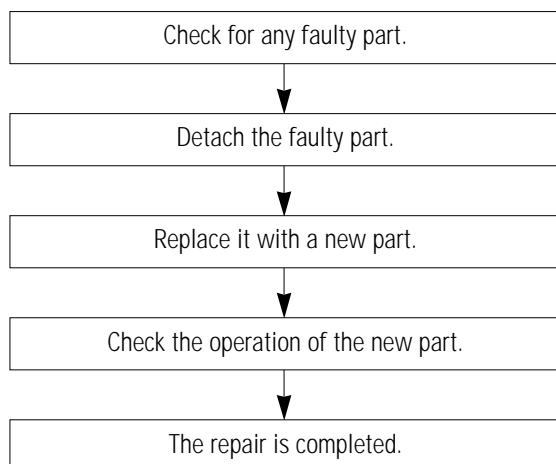 Check for any faulty part.
Detach the faulty part.
Replace it with a new part.
Check the operation of the new part.
The repair is completed.